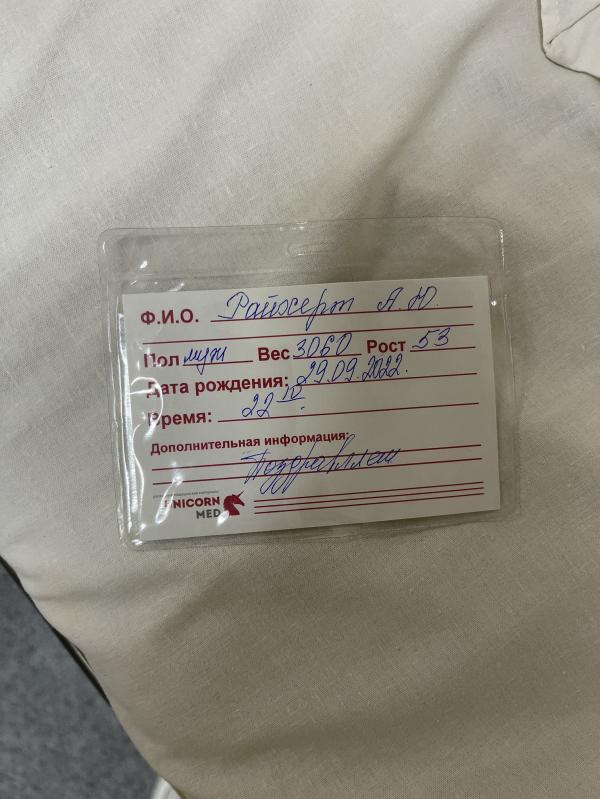 Ф.И.О. Райхерт А.Ю.
Пол муж Вес 3060 Рост 53
Дата рождения: 29.09.2022.
Время: 22 10
Дополнительная информация:
Поздравляем
UNICORN
MED